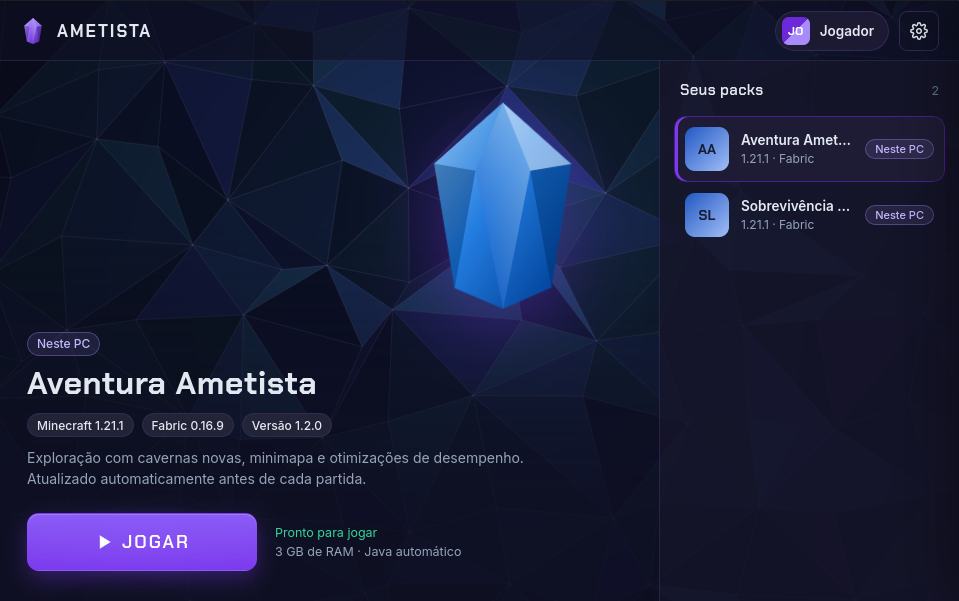 AMETISTA
JO
Jogador
Seus packs
2
AA
Aventura Amet...
1.21.1 · Fabric
Neste PC
SL
Sobrevivência ...
1.21.1 · Fabric
Neste PC
Neste PC
Aventura Ametista
Minecraft 1.21.1
Fabric 0.16.9
Versão 1.2.0
Exploração com cavernas novas, minimapa e otimizações de desempenho.
Atualizado automaticamente antes de cada partida.
JOGAR
Pronto para jogar
3 GB de RAM · Java automático